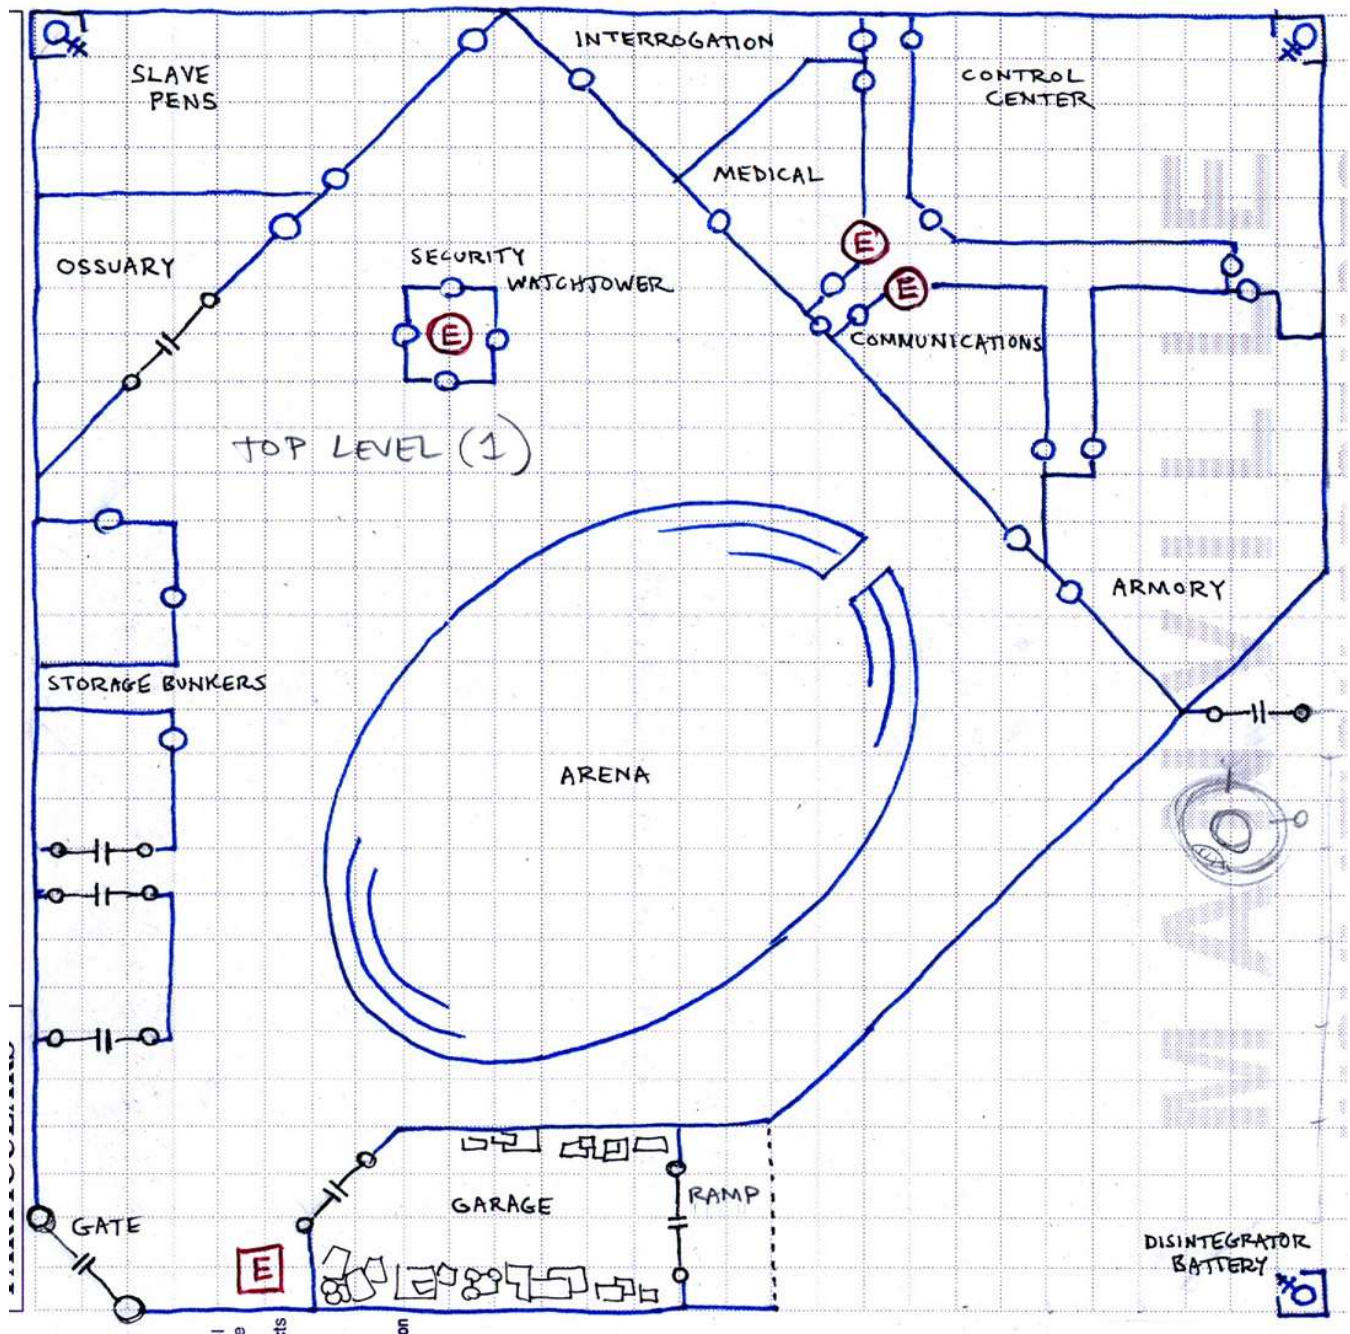 INTERROGATION
SLAVE
PENS
CONTROL
CENTER
MEDICAL
E
OSSUARY
SECURITY
WATCHTOWER
E
E
COMMUNICATIONS
TOP LEVEL (1)
ARMORY
STORAGE BUNKERS
ARENA
MANVILLE
GARAGE
RAMP
GATE
E
DISINTEGRATOR
BATTERY